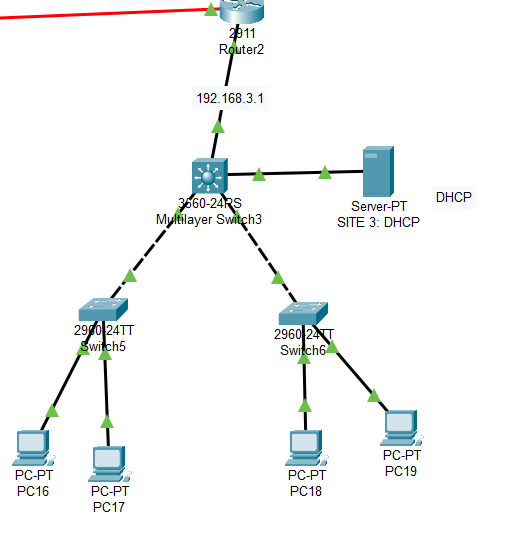 2911
Router2
192.168.3.1
3560-24RS
Multilayer Switch3
Server-PT
SITE 3: DHCP
DHCP
2960-24TT
Switch5
2960-24TT
Switch6
PC-PT
PC16
PC-PT
PC17
PC-PT
PC18
PC-PT
PC19